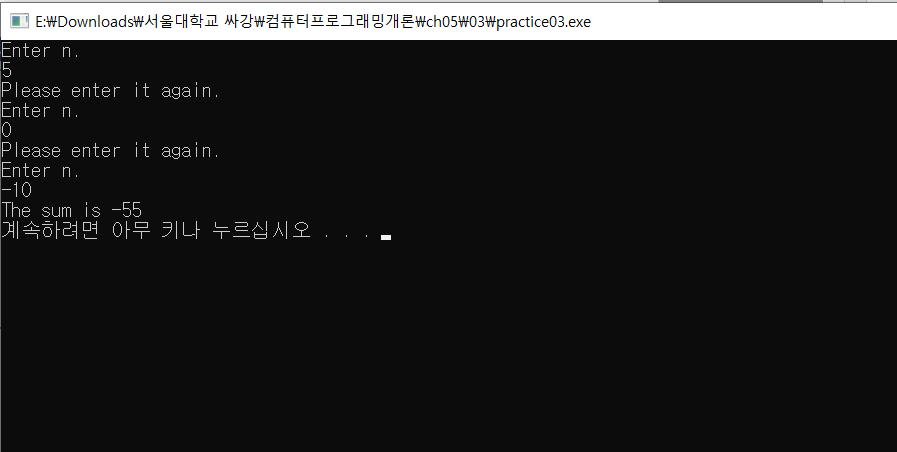 E:₩Downloads₩서울대학교 싸강₩컴퓨터프로그래밍개론₩ch05₩03₩practice03.exe
Enter n.
5
Please enter it again.
Enter n.
0
Please enter it again.
Enter n.
-10
The sum is -55
계속하려면 아무 키나 누르십시오 . . .